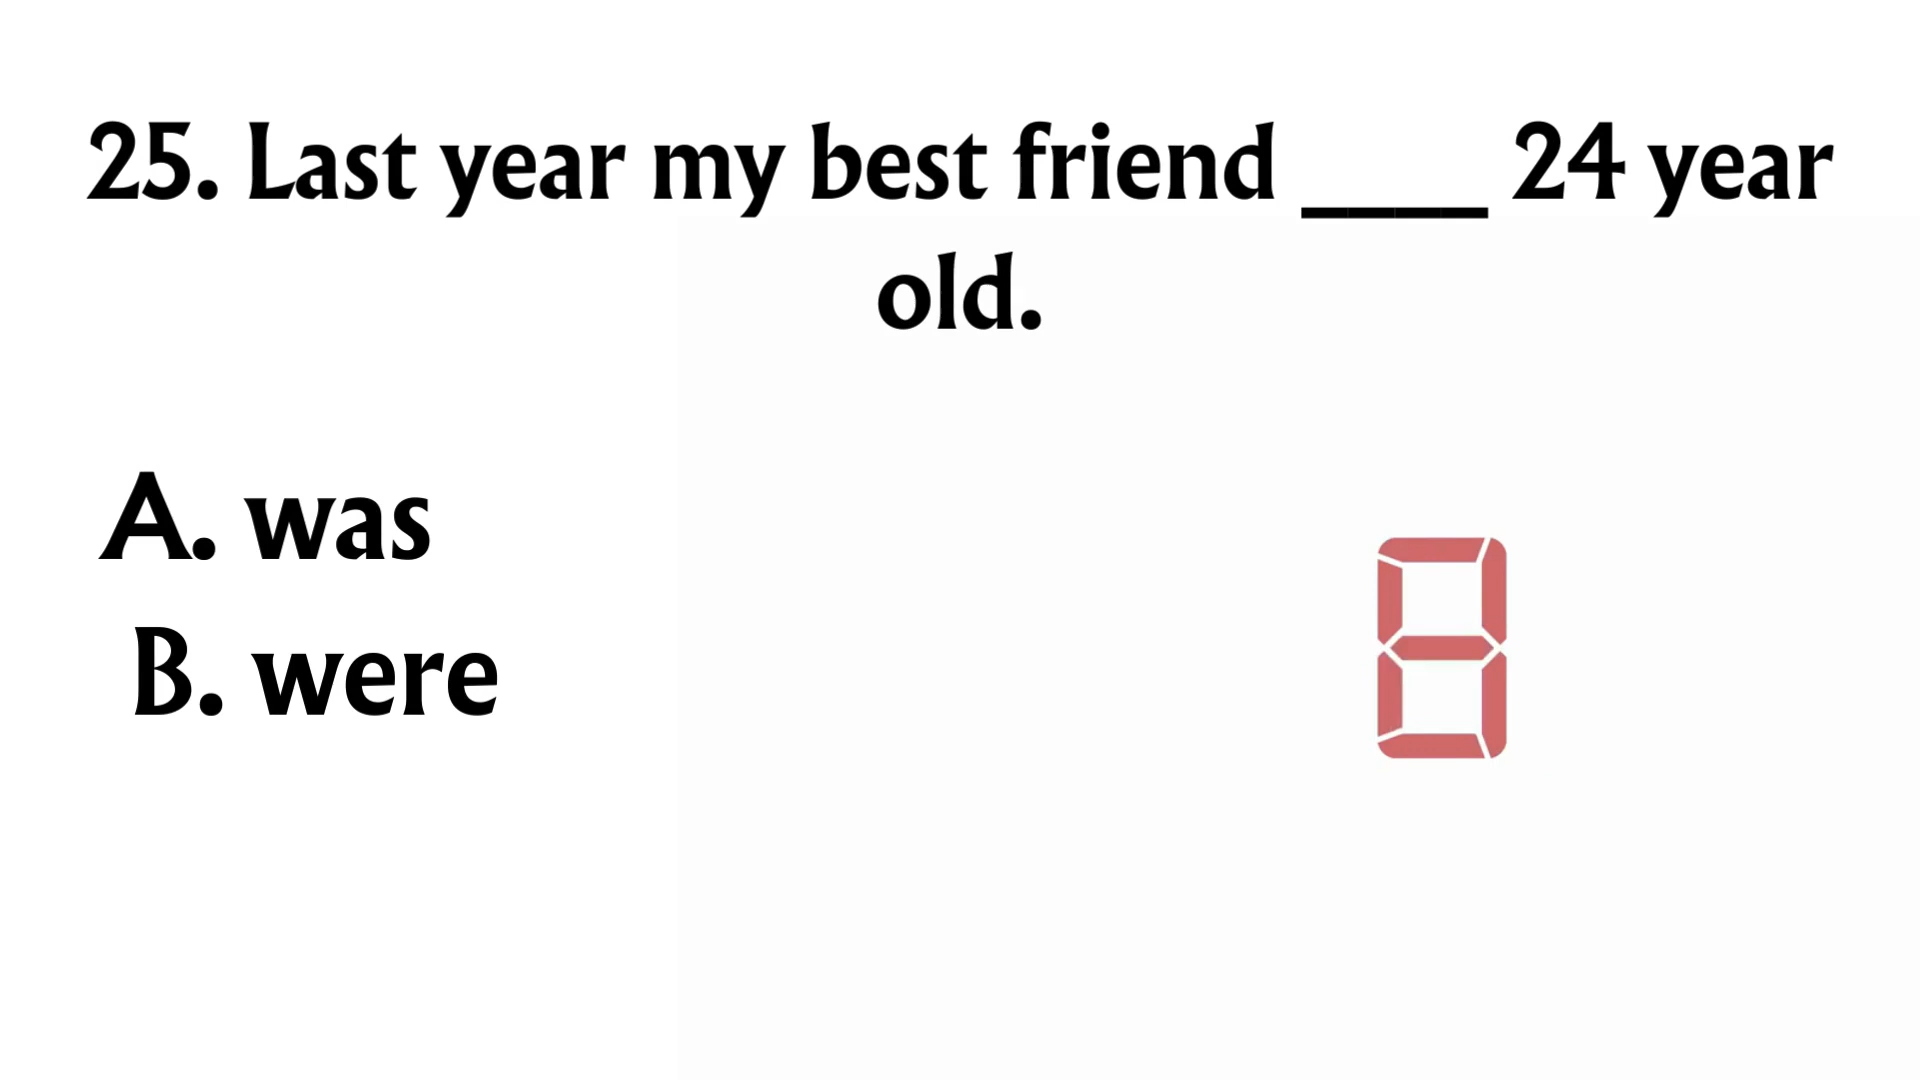 25. Last year my best friend ____ 24 year
old.
A. was
B. were
8